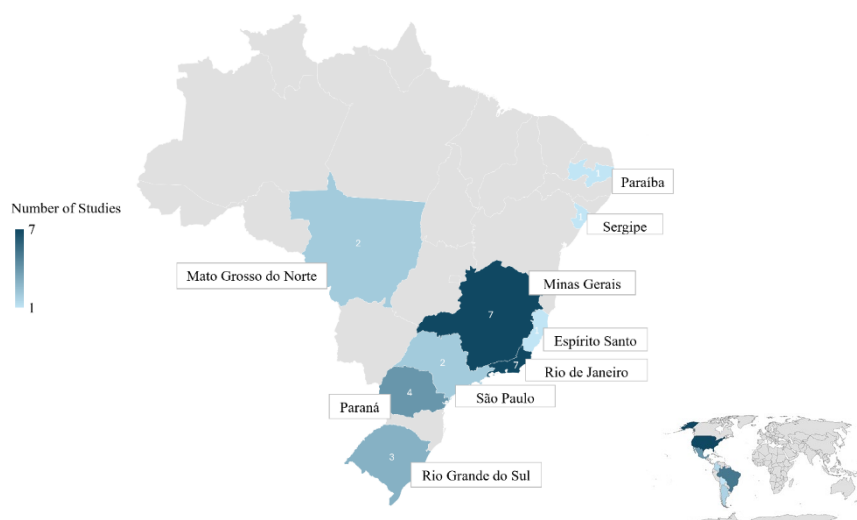 1
Paraíba
1
Sergipe
Number of Studies
7
1
2
Mato Grosso do Norte
Minas Gerais
7
1
Espírito Santo
7
Rio de Janeiro
2
São Paulo
4
Paraná
3
Rio Grande do Sul